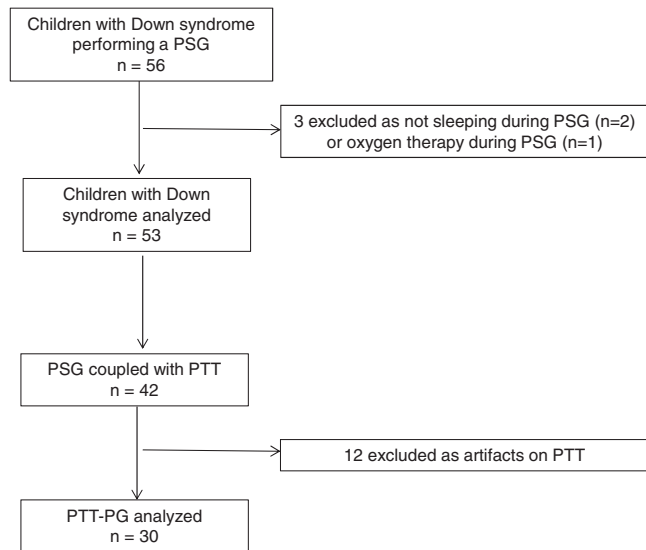 Children with Down syndrome
performing a PSG
n = 56
3 excluded as not sleeping during PSG (n=2)
or oxygen therapy during PSG (n=1)
Children with Down
syndrome analyzed
n = 53
PSG coupled with PTT
n = 42
12 excluded as artifacts on PTT
PTT-PG analyzed
n = 30